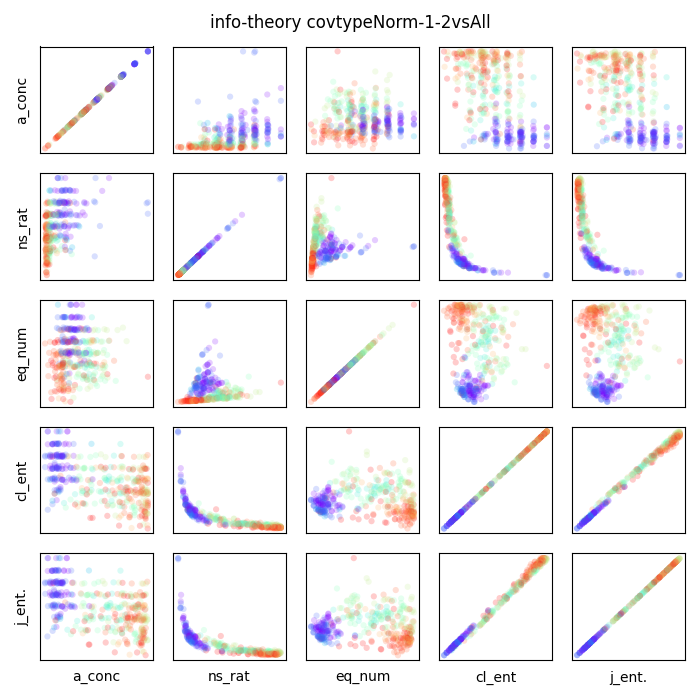 info-theory covtypeNorm-1-2vsAll
a_conc
ns_rat
eq_num
cl_ent
j_ent.
a_conc
ns_rat
eq_num
cl_ent
j_ent.